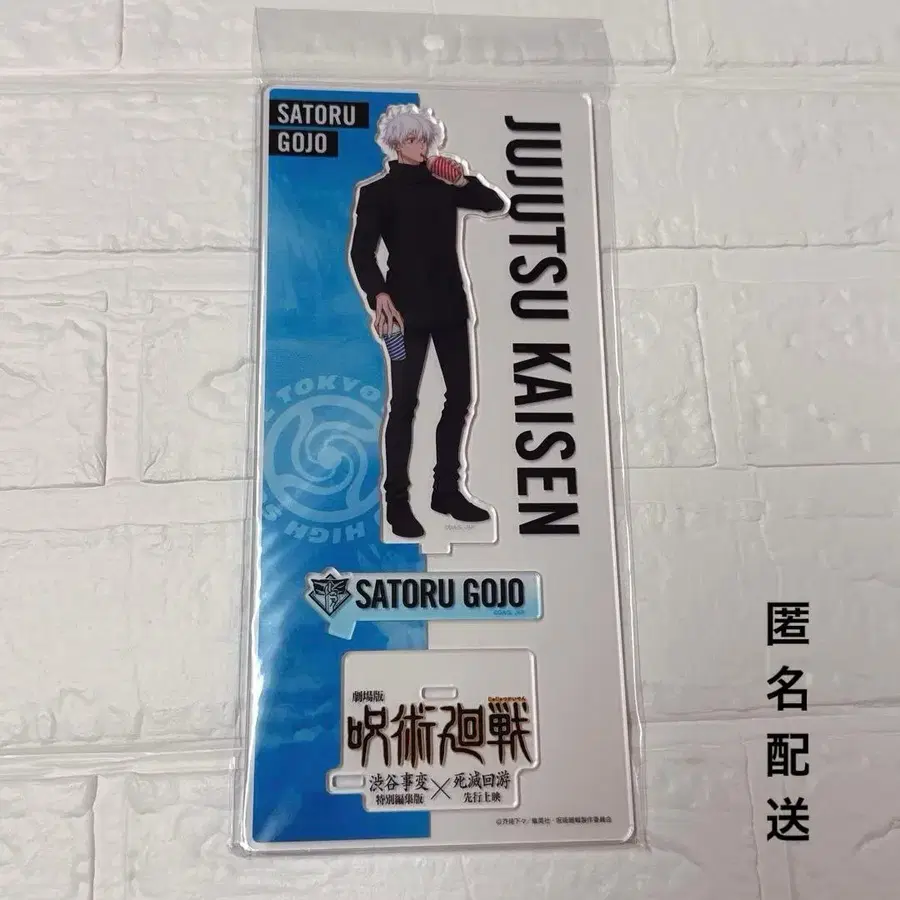 SATORU
GOJO
JUJUTSU KAISEN
TOKYO
HIGH S
SATORU GOJO
劇場版
呪術廻戦
渋谷事変
特別編集版
×
死滅回游
先行上映
匿名配送